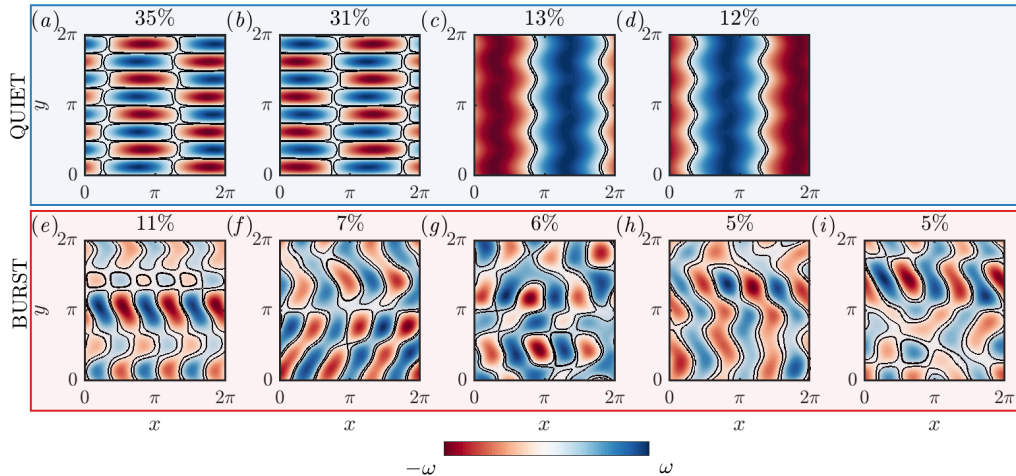 (a) 35% (b) 31% (c) 13% (d) 12%
QUIET
y 2π π 0 2π π 0 2π π 0 2π π 0
0 π 2π 0 π 2π 0 π 2π 0 π 2π
(e) 11% (f) 7% (g) 6% (h) 5% (i) 5%
BURST
y 2π π 0 2π π 0 2π π 0 2π π 0 2π π 0
0 π 2π 0 π 2π 0 π 2π 0 π 2π 0 π 2π
x x x x x
−ω ω